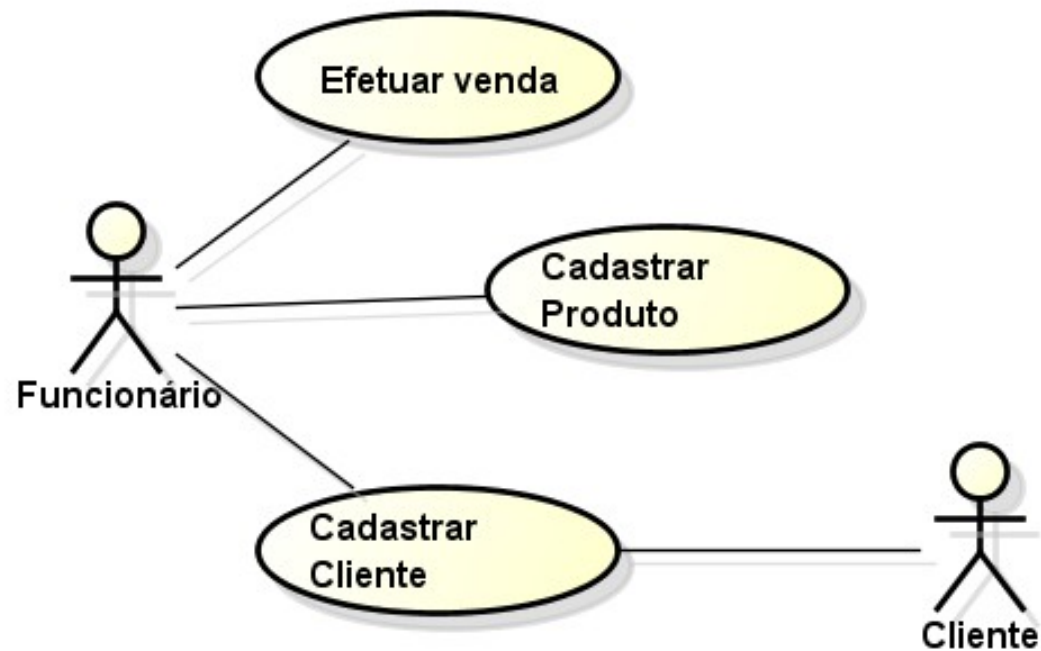 Efetuar venda
Cadastrar
Produto
Funcionário
Cadastrar
Cliente
Cliente